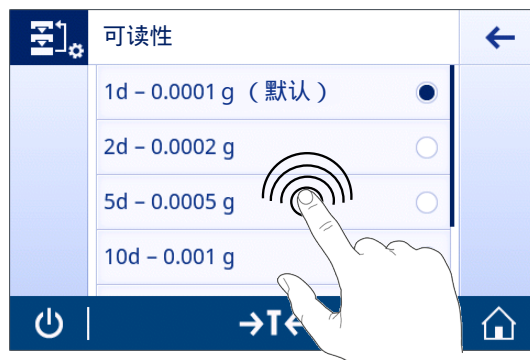 可读性
1d – 0.0001 g （默认）
2d – 0.0002 g
5d – 0.0005 g
10d – 0.001 g
→T←